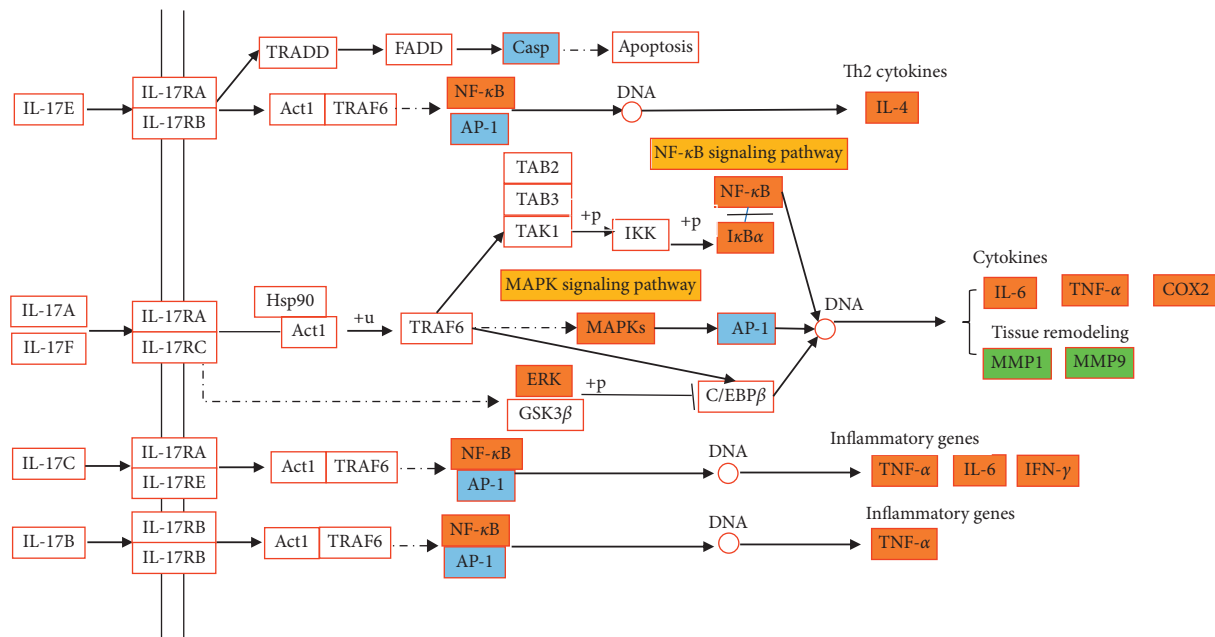 TRADD
FADD
Casp
Apoptosis
IL-17E
IL-17RA
IL-17RB
Act1
TRAF6
NF-κB
AP-1
DNA
Th2 cytokines
IL-4
NF-κB signaling pathway
TAB2
TAB3
TAK1
+p
IKK
+p
NF-κB
IκBα
MAPK signaling pathway
IL-17A
IL-17F
IL-17RA
IL-17RC
Hsp90
Act1
+u
TRAF6
MAPKs
AP-1
DNA
Cytokines
IL-6
TNF-α
COX2
Tissue remodeling
MMP1
MMP9
ERK
GSK3β
+p
C/EBPβ
IL-17C
IL-17RA
IL-17RE
Act1
TRAF6
NF-κB
AP-1
DNA
Inflammatory genes
TNF-α
IL-6
IFN-γ
IL-17B
IL-17RB
IL-17RB
Act1
TRAF6
NF-κB
AP-1
DNA
Inflammatory genes
TNF-α